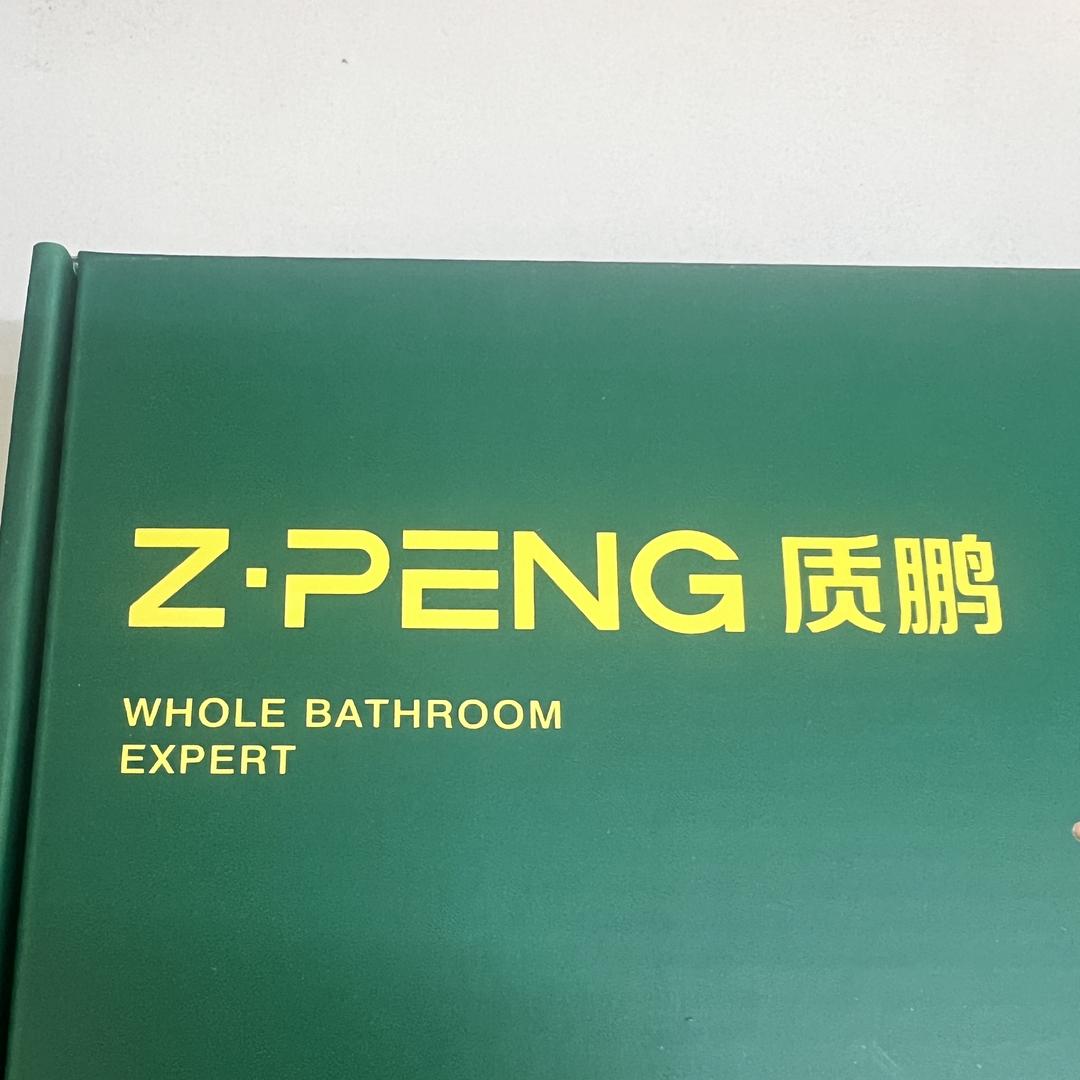 Z·PENG 质鹏
WHOLE BATHROOM
EXPERT